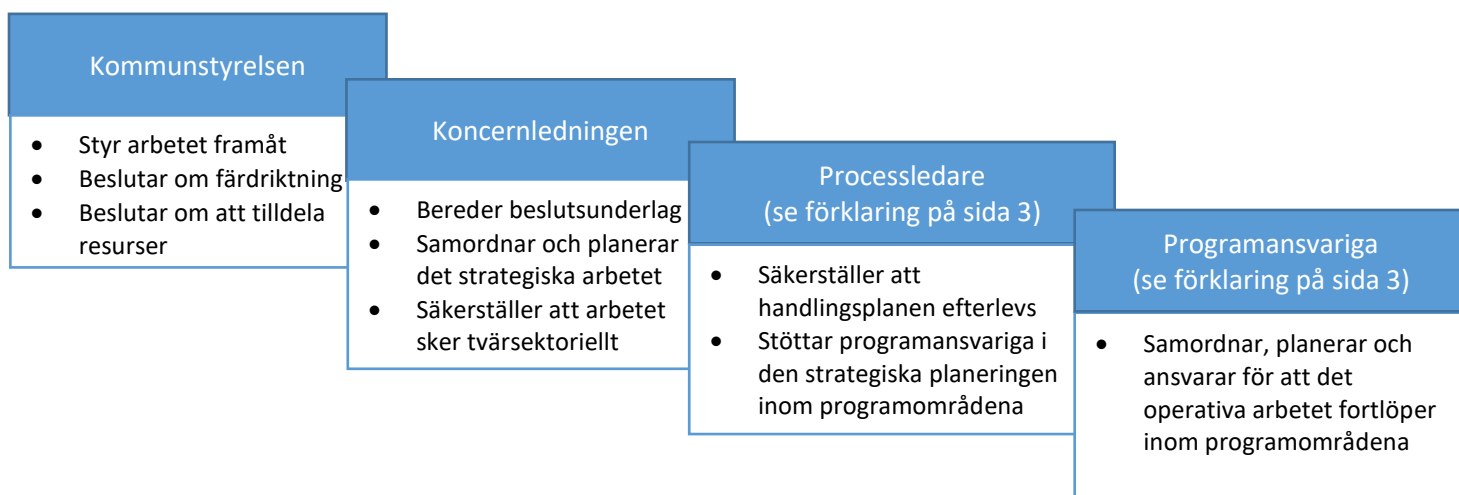 Kommunstyrelsen
• Styr arbetet framåt
• Beslutar om färdriktning
• Beslutar om att tilldela
resurser
Koncernledningen
• Bereder beslutsunderlag
• Samordnar och planerar
det strategiska arbetet
• Säkerställer att arbetet
sker tvärsektoriellt
Processledare
(se förklaring på sida 3)
• Säkerställer att
handlingsplanen efterlevs
• Stöttar programansvariga i
den strategiska planeringen
inom programområdena
Programansvariga
(se förklaring på sida 3)
• Samordnar, planerar och
ansvarar för att det
operativa arbetet fortlöper
inom programområdena